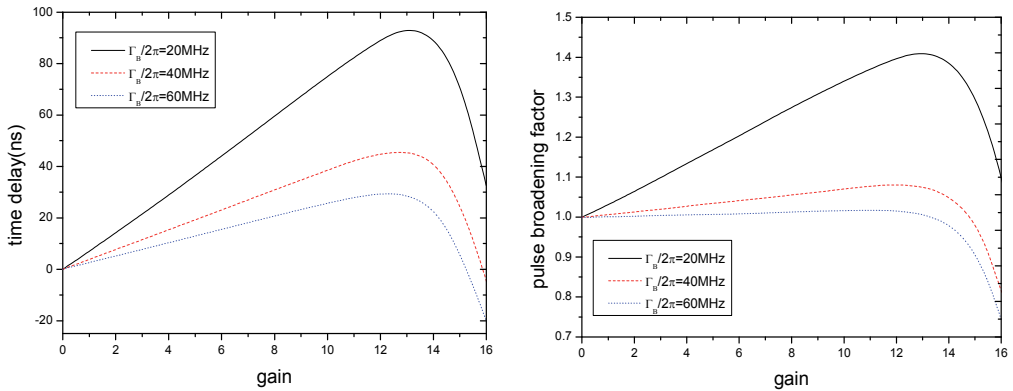 100
80
60
40
20
0
-20
time delay(ns)
Γ_B/2π=20MHz
Γ_B/2π=40MHz
Γ_B/2π=60MHz
0 2 4 6 8 10 12 14 16
gain
1.5
1.4
1.3
1.2
1.1
1.0
0.9
0.8
0.7
pulse broadening factor
Γ_B/2π=20MHz
Γ_B/2π=40MHz
Γ_B/2π=60MHz
0 2 4 6 8 10 12 14 16
gain